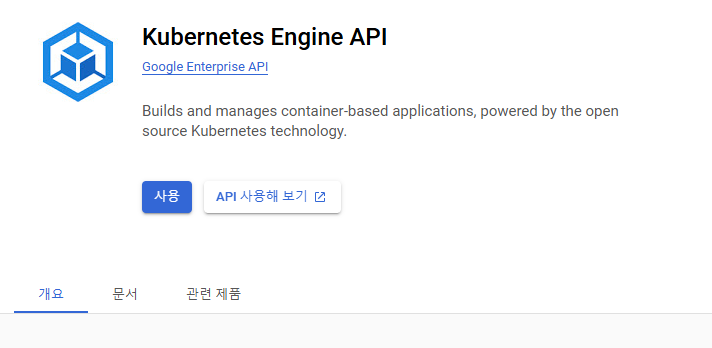 Kubernetes Engine API
Google Enterprise API
Builds and manages container-based applications, powered by the open
source Kubernetes technology.
사용
API 사용해 보기
개요
문서
관련 제품